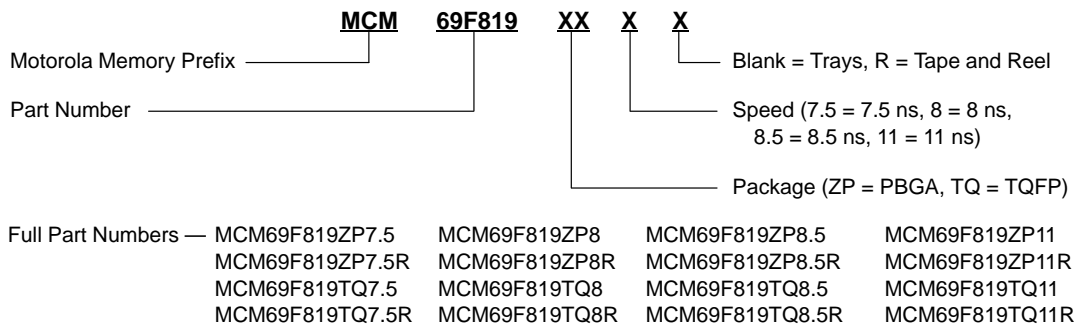 MCM 69F819 XX X X
Motorola Memory Prefix
Blank = Trays, R = Tape and Reel
Part Number
Speed (7.5 = 7.5 ns, 8 = 8 ns,
8.5 = 8.5 ns, 11 = 11 ns)
Package (ZP = PBGA, TQ = TQFP)
Full Part Numbers — MCM69F819ZP7.5 MCM69F819ZP8 MCM69F819ZP8.5 MCM69F819ZP11
MCM69F819ZP7.5R MCM69F819ZP8R MCM69F819ZP8.5R MCM69F819ZP11R
MCM69F819TQ7.5 MCM69F819TQ8 MCM69F819TQ8.5 MCM69F819TQ11
MCM69F819TQ7.5R MCM69F819TQ8R MCM69F819TQ8.5R MCM69F819TQ11R